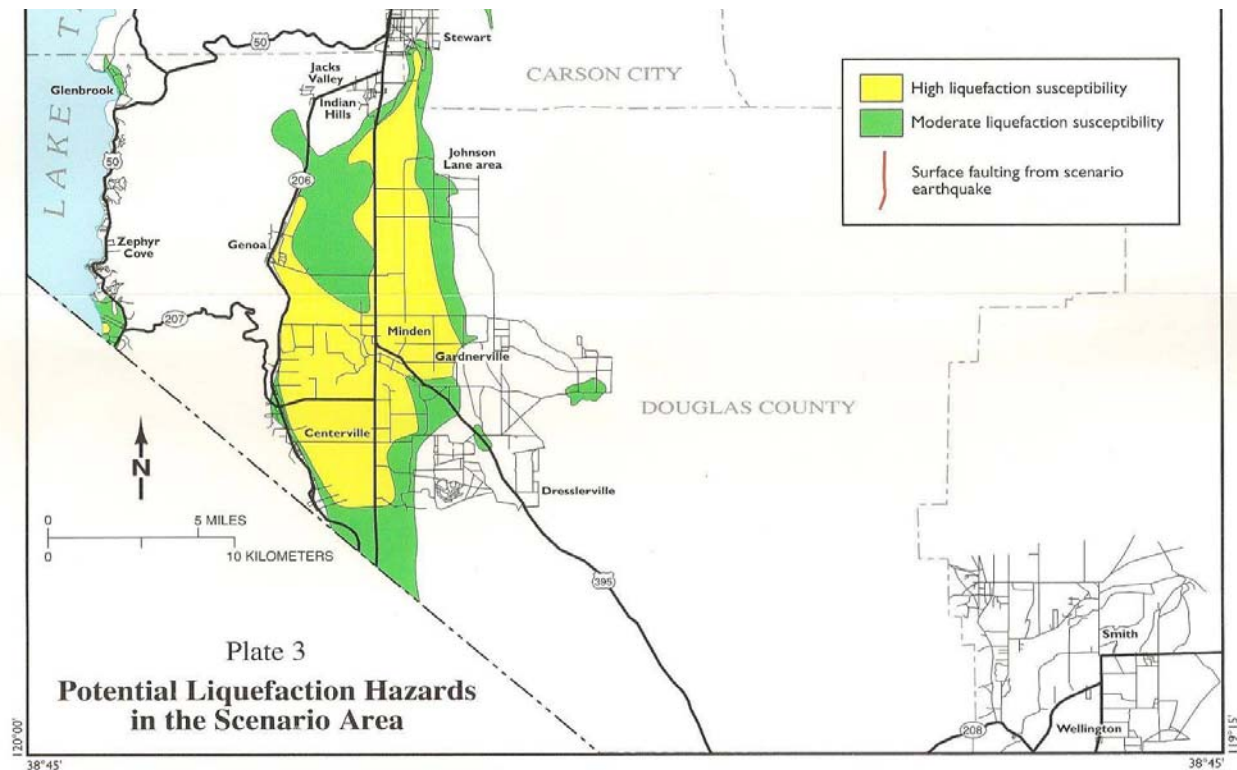 LAKE T
50
Stewart
Jacks
Valley
CARSON CITY
Glenbrook
Indian
Hills
High liquefaction susceptibility
Moderate liquefaction susceptibility
Surface faulting from scenario
earthquake
50
Johnson
Lane area
206
Genoa
Zephyr
Cove
207
Minden
Gardnerville
DOUGLAS COUNTY
Centerville
N
Dresslerville
0 5 MILES
0 10 KILOMETERS
395
Plate 3
Potential Liquefaction Hazards
in the Scenario Area
Smith
208
Wellington
120°00'
119°15'
38°45'
38°45'